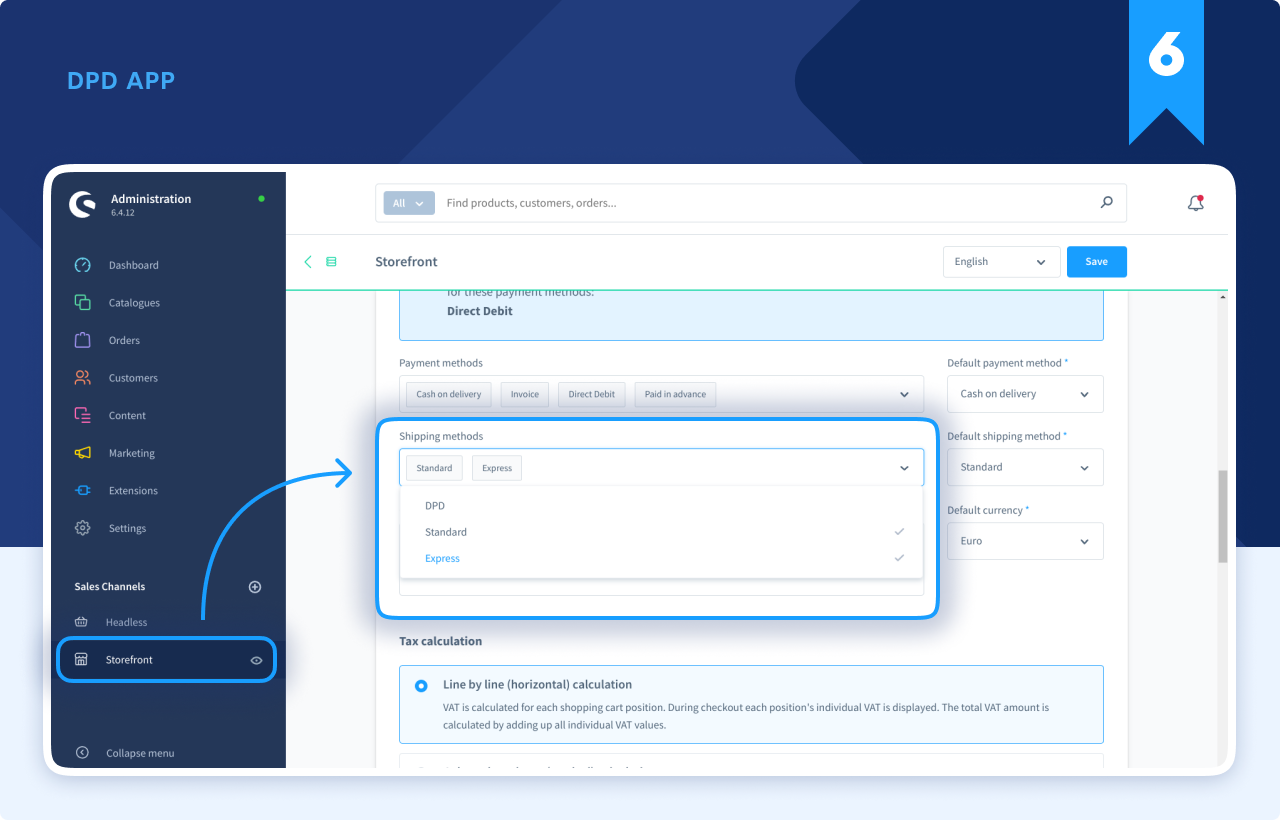 DPD APP
6
Administration
6.4.12
All
Find products, customers, orders...
Storefront
English
Save
Dashboard
Catalogues
Orders
Customers
Content
Marketing
Extensions
Settings
Sales Channels
Headless
Storefront
Collapse menu
for these payment methods:
Direct Debit
Payment methods
Cash on delivery Invoice Direct Debit Paid in advance
Default payment method *
Cash on delivery
Shipping methods
Standard Express
DPD
Standard
Express
Default shipping method *
Standard
Default currency *
Euro
Tax calculation
Line by line (horizontal) calculation
VAT is calculated for each shopping cart position. During checkout each position's individual VAT is displayed. The total VAT amount is
calculated by adding up all individual VAT values.